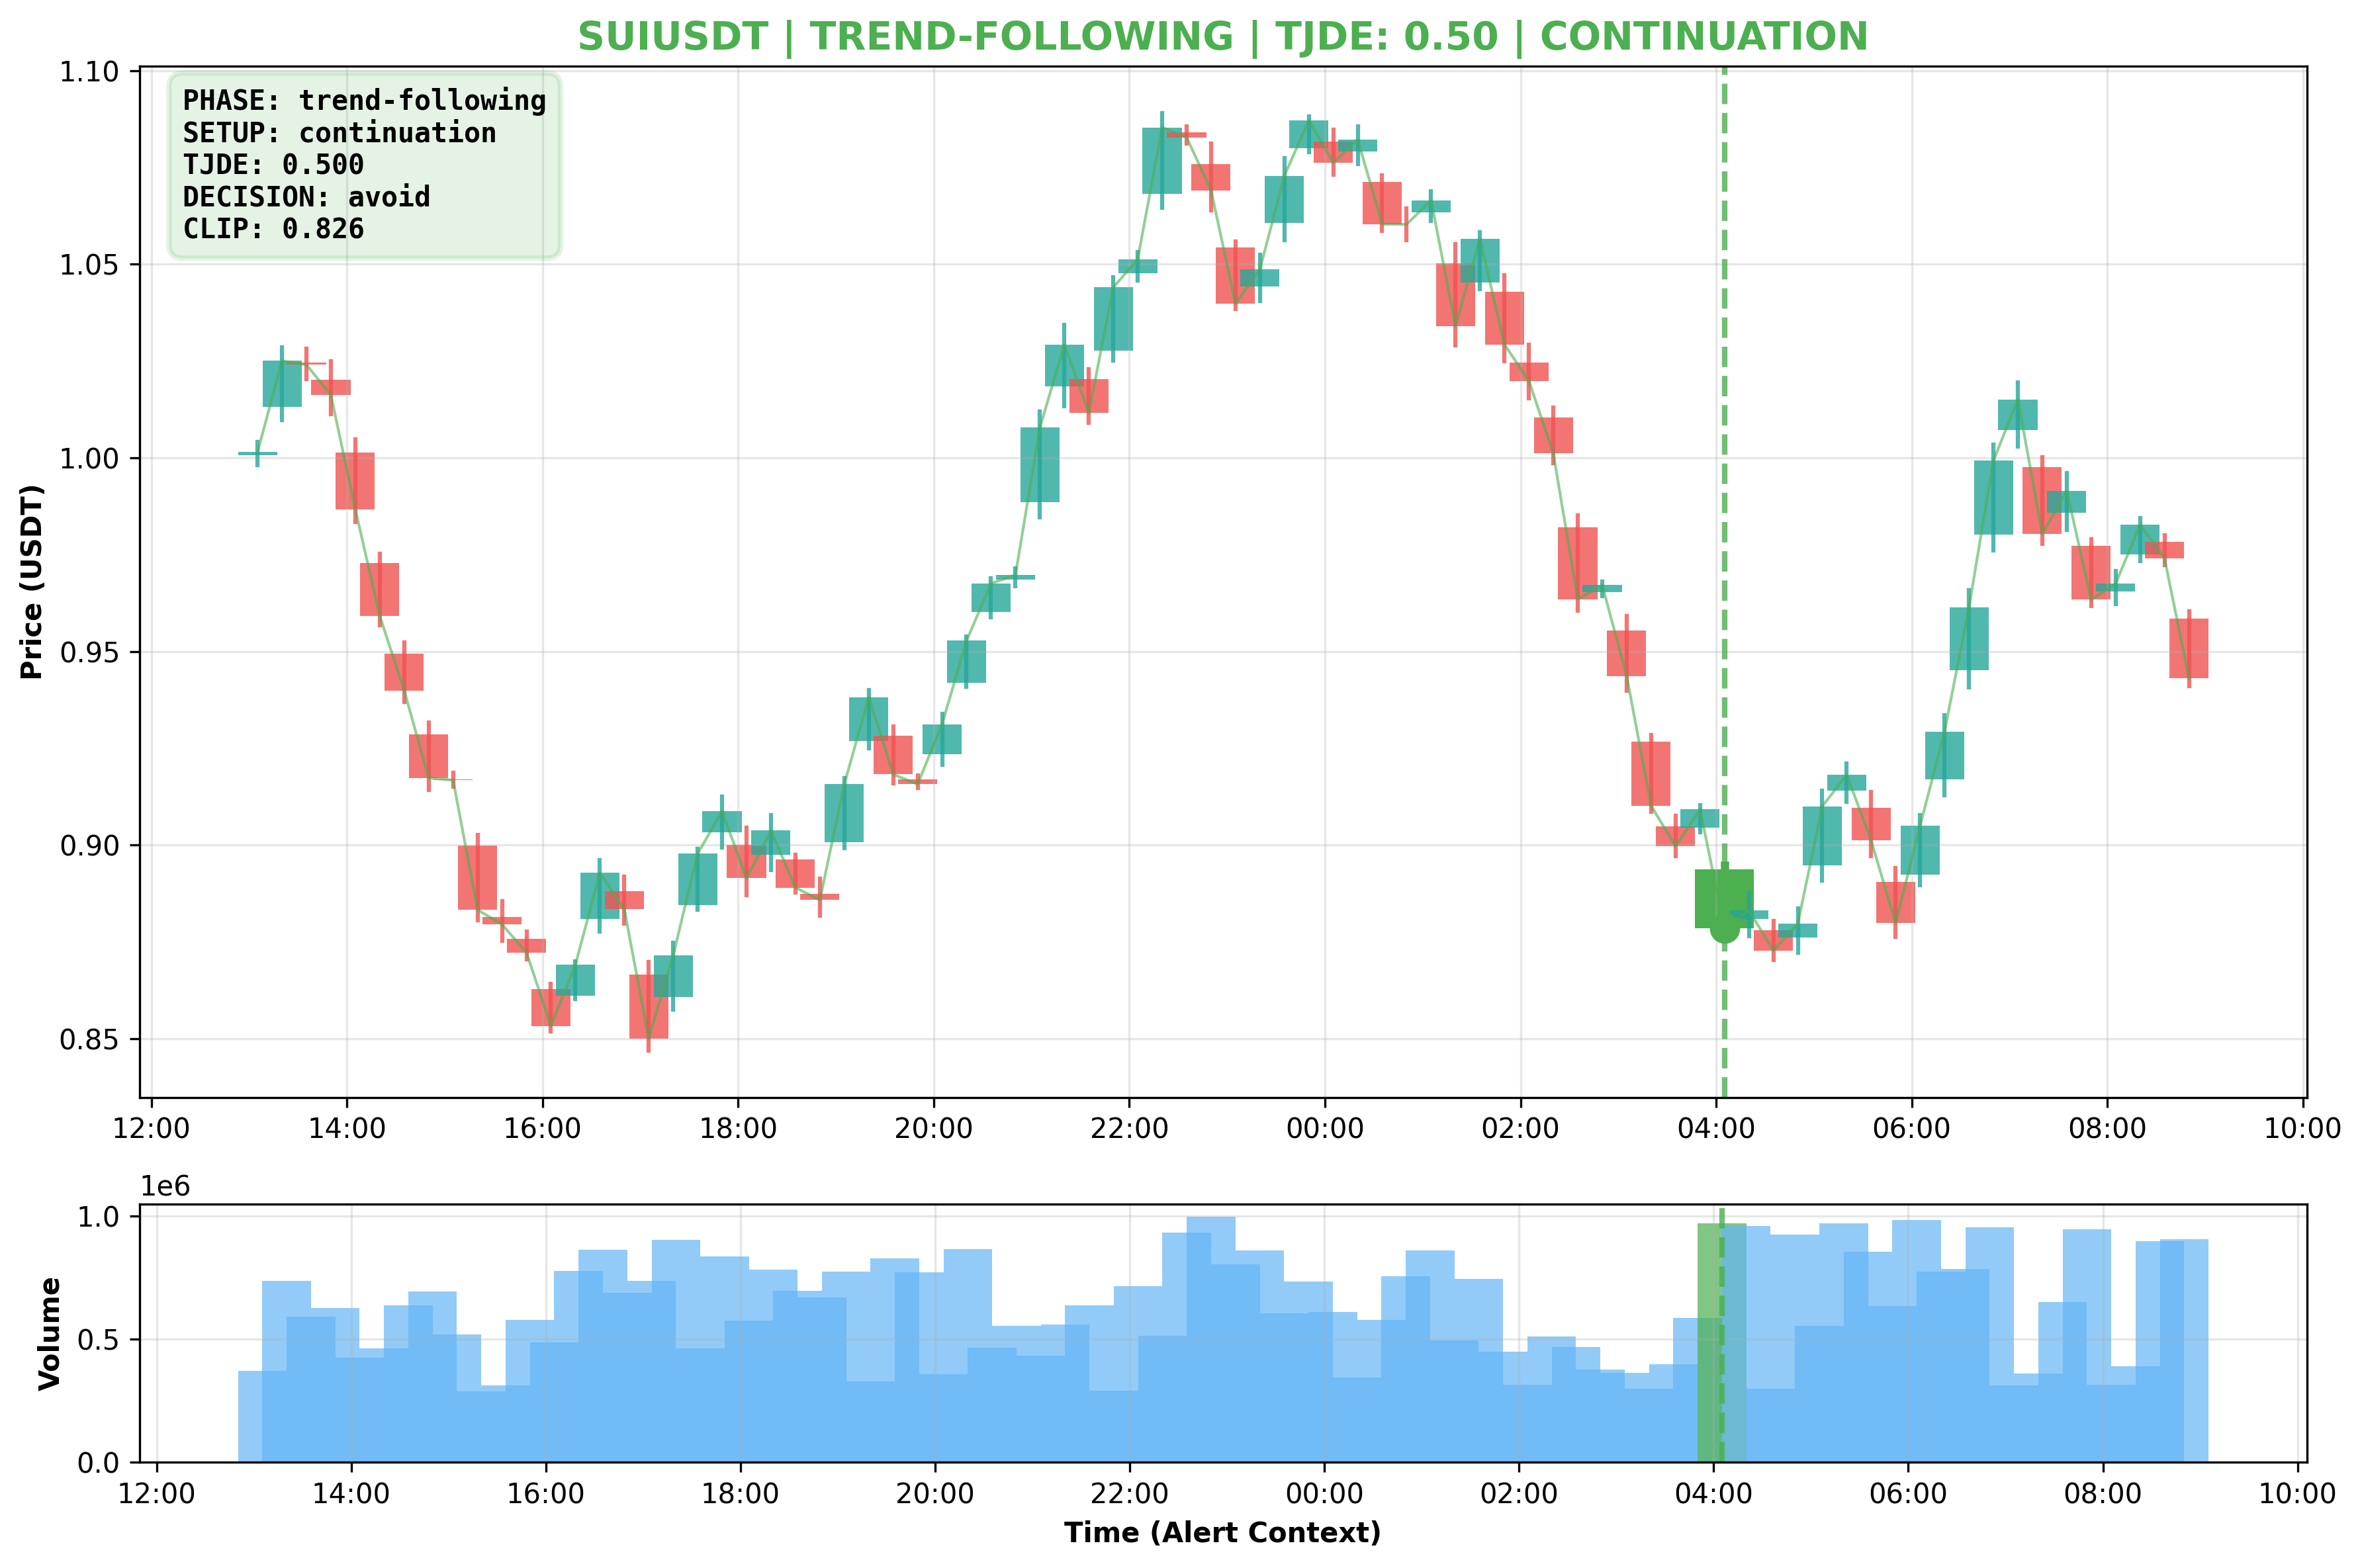 SUIUSDT | TREND-FOLLOWING | TJDE: 0.50 | CONTINUATION
PHASE: trend-following
SETUP: continuation
TJDE: 0.500
DECISION: avoid
CLIP: 0.826
Price (USDT)
1.10
1.05
1.00
0.95
0.90
0.85
12:00 14:00 16:00 18:00 20:00 22:00 00:00 02:00 04:00 06:00 08:00 10:00
1e6
Volume
1.0
0.5
0.0
12:00 14:00 16:00 18:00 20:00 22:00 00:00 02:00 04:00 06:00 08:00 10:00
Time (Alert Context)